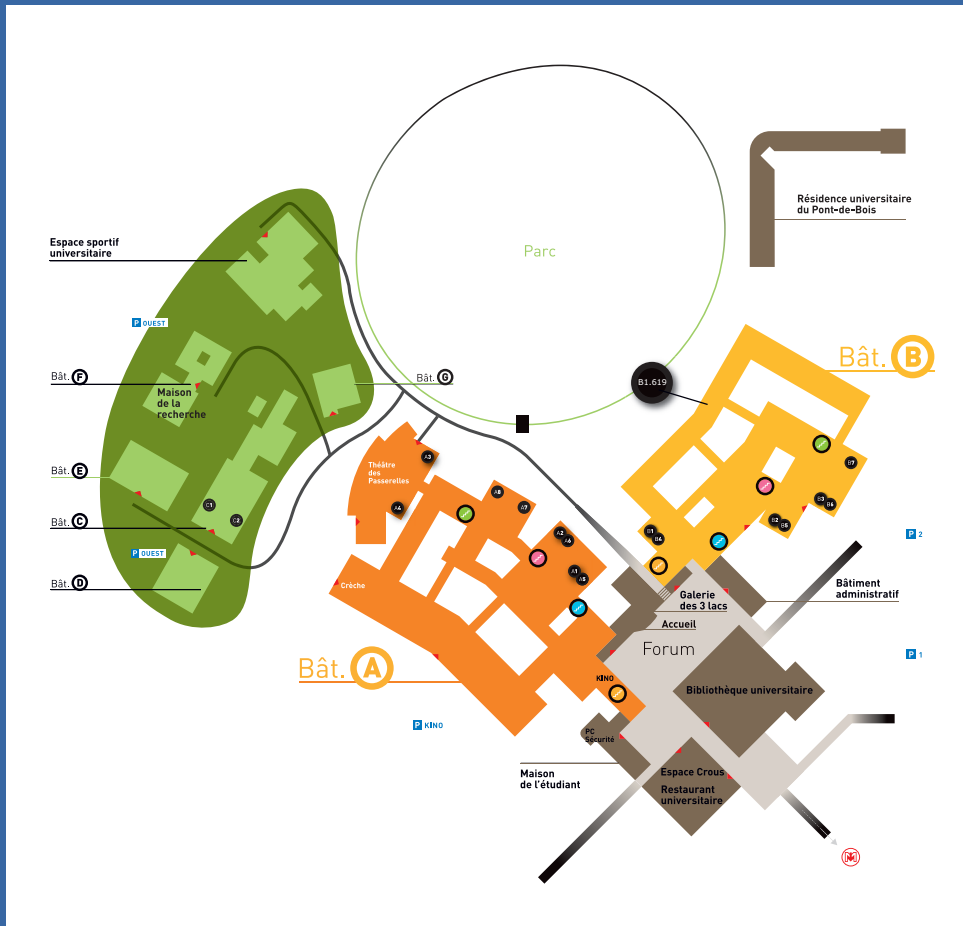 Résidence universitaire
du Pont-de-Bois
Espace sportif
universitaire
Parc
P OUEST
Bât. B
Bât. F
Bât. G
B1.619
Maison
de la
recherche
Théâtre
des
Passerelles
A3
B7
Bât. E
A8
A4
A7
B3
B6
C1
C2
Bât. C
B2
B5
A2
A6
B1
P 2
P OUEST
A1
A5
Bât. D
Crèche
Bâtiment
administratif
Galerie
des 3 lacs
Accueil
Forum
P 1
Bât. A
KINO
Bibliothèque universitaire
P KINO
PC
Sécurité
Maison
de l'étudiant
Espace Crous
Restaurant
universitaire
M